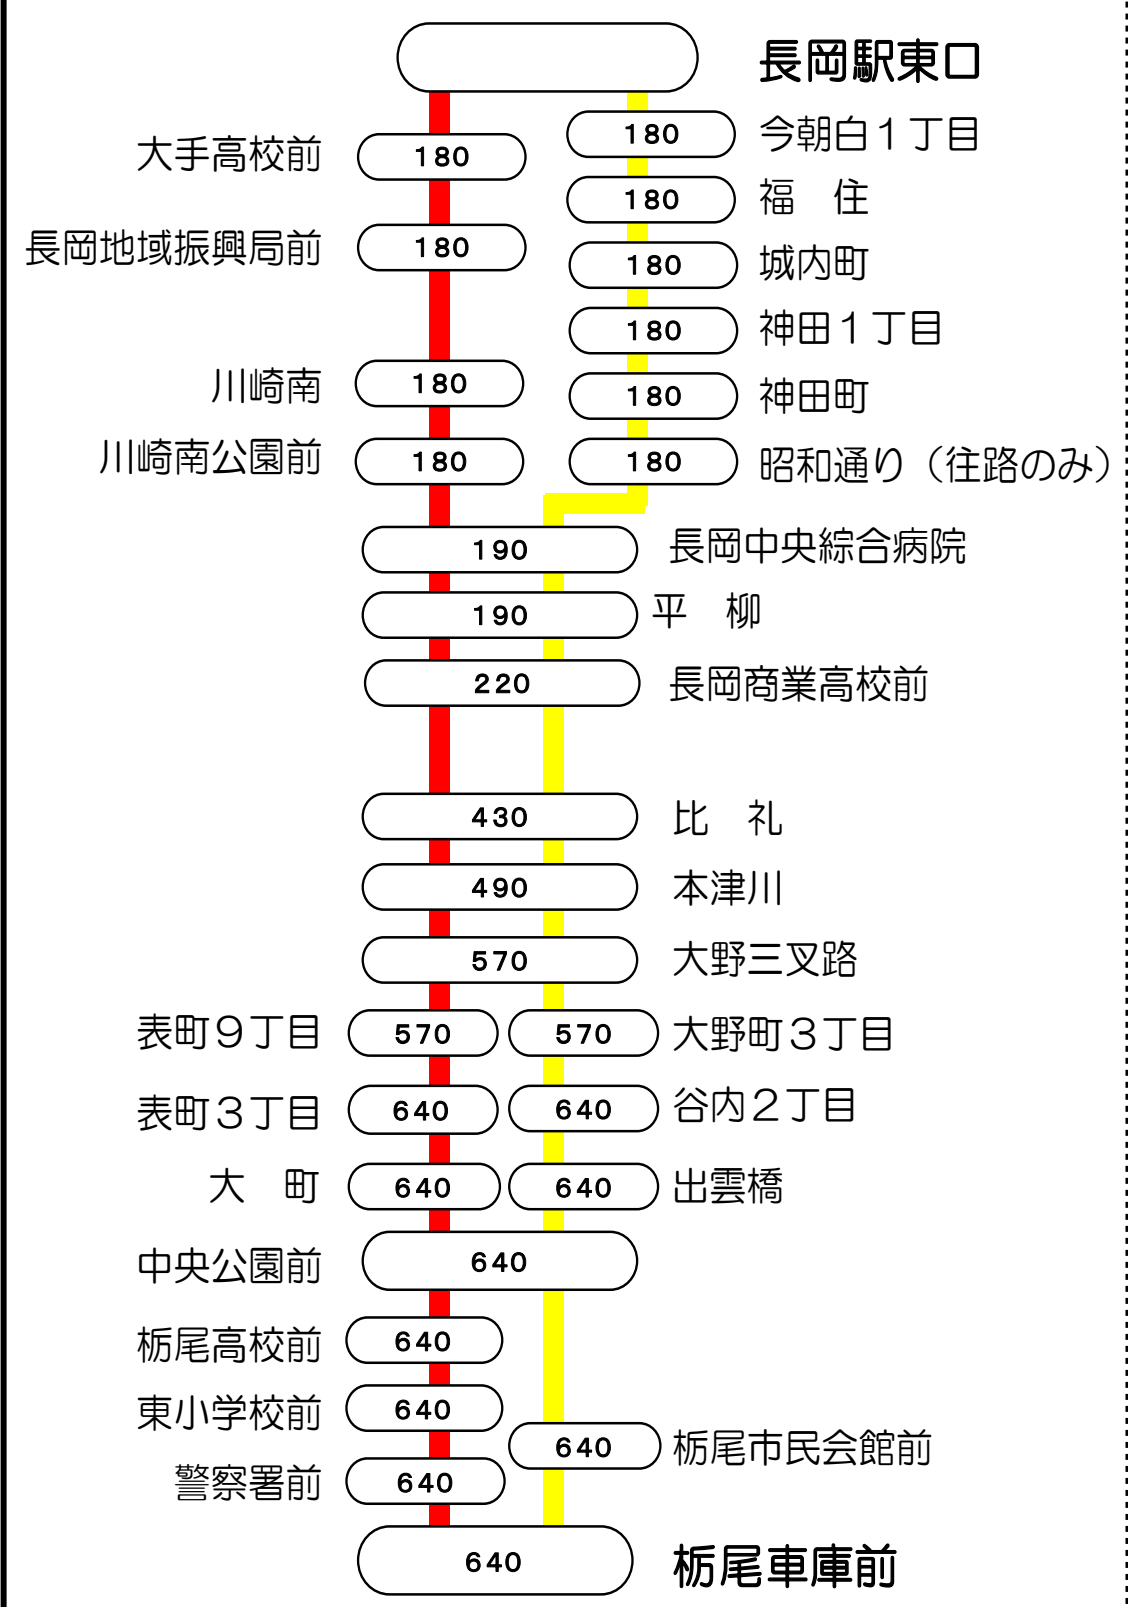 長岡駅東口
180 今朝白1丁目
大手高校前 180
180 福　住
長岡地域振興局前 180
180 城内町
180 神田1丁目
川崎南 180
180 神田町
川崎南公園前 180
180 昭和通り（往路のみ）
190 長岡中央綜合病院
190 平　柳
220 長岡商業高校前
430 比　礼
490 本津川
570 大野三叉路
表町9丁目 570
570 大野町3丁目
表町3丁目 640
640 谷内2丁目
大　町 640
640 出雲橋
中央公園前 640
栃尾高校前 640
東小学校前 640
640 栃尾市民会館前
警察署前 640
640 栃尾車庫前